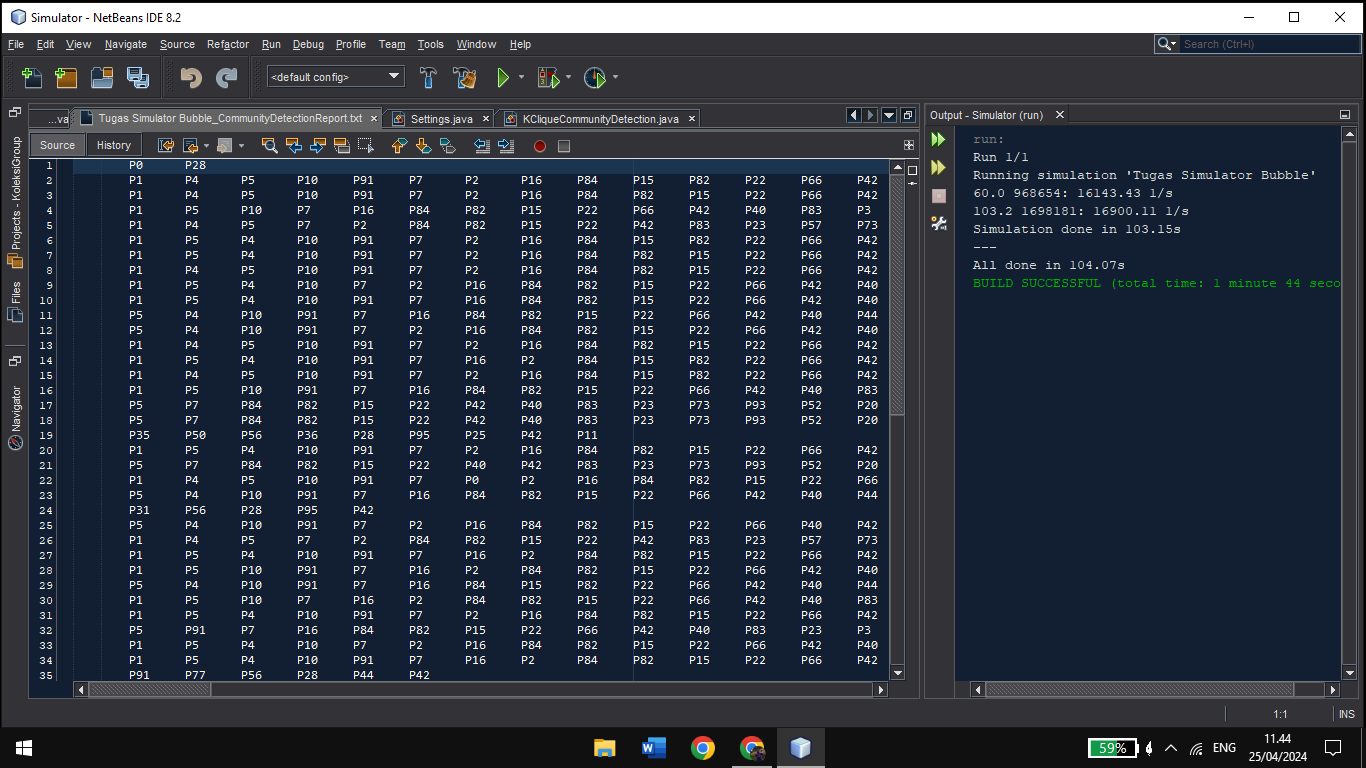 Simulator - NetBeans IDE 8.2
File Edit View Navigate Source Refactor Run Debug Profile Team Tools Window Help
Search (Ctrl+I)
<default config>
...va Tugas Simulator Bubble_CommunityDetectionReport.txt Settings.java KCliqueCommunityDetection.java
Source History
Projects - KoleksiGroup
Files
Navigator
1 P0 P28
2 P1 P4 P5 P10 P91 P7 P2 P16 P84 P15 P82 P22 P66 P42
3 P1 P4 P5 P10 P91 P7 P2 P16 P84 P82 P15 P22 P66 P42
4 P1 P5 P10 P7 P16 P84 P82 P15 P22 P66 P42 P40 P83 P3
5 P1 P4 P5 P7 P2 P84 P82 P15 P22 P42 P83 P23 P57 P73
6 P1 P5 P4 P10 P91 P7 P2 P16 P84 P15 P82 P22 P66 P42
7 P1 P5 P4 P10 P91 P7 P2 P16 P84 P82 P15 P22 P66 P42
8 P1 P4 P5 P10 P91 P7 P2 P16 P84 P82 P15 P22 P66 P42
9 P1 P5 P4 P10 P7 P2 P16 P84 P82 P15 P22 P66 P42 P40
10 P1 P5 P4 P10 P91 P7 P16 P84 P82 P15 P22 P66 P42 P40
11 P5 P4 P10 P91 P7 P16 P84 P82 P15 P22 P66 P42 P40 P44
12 P5 P4 P10 P91 P7 P2 P16 P84 P82 P15 P22 P66 P42 P40
13 P1 P5 P4 P10 P91 P7 P2 P16 P84 P82 P15 P22 P66 P42
14 P1 P5 P4 P10 P91 P7 P16 P2 P84 P15 P82 P22 P66 P42
15 P1 P5 P4 P10 P91 P7 P2 P16 P84 P15 P82 P22 P66 P42
16 P1 P5 P10 P91 P7 P16 P84 P82 P15 P22 P66 P42 P40 P83
17 P5 P7 P84 P82 P15 P22 P42 P40 P83 P23 P73 P93 P52 P20
18 P5 P7 P84 P82 P15 P22 P42 P40 P83 P23 P73 P93 P52 P20
19 P35 P50 P56 P36 P28 P95 P25 P42 P11
20 P1 P5 P4 P10 P91 P7 P2 P16 P84 P82 P15 P22 P66 P42
21 P5 P7 P84 P82 P15 P22 P40 P42 P83 P23 P73 P93 P52 P20
22 P1 P4 P5 P10 P91 P7 P0 P2 P16 P84 P82 P15 P22 P66
23 P5 P4 P10 P91 P7 P16 P84 P82 P15 P22 P66 P42 P40 P44
24 P31 P56 P28 P95 P42
25 P5 P4 P10 P91 P7 P2 P16 P84 P82 P15 P22 P66 P40 P42
26 P1 P4 P5 P7 P2 P84 P82 P15 P22 P42 P83 P23 P57 P73
27 P1 P5 P4 P10 P91 P7 P16 P2 P84 P82 P15 P22 P66 P42
28 P1 P5 P10 P91 P7 P16 P2 P84 P82 P15 P22 P66 P42 P40
29 P5 P4 P10 P91 P7 P16 P84 P15 P82 P22 P66 P42 P40 P44
30 P1 P5 P10 P7 P16 P2 P84 P82 P15 P22 P66 P42 P40 P83
31 P1 P5 P4 P10 P91 P7 P2 P16 P84 P82 P15 P22 P66 P42
32 P5 P91 P7 P16 P84 P82 P15 P22 P66 P42 P40 P83 P23 P3
33 P1 P5 P4 P10 P7 P2 P16 P84 P82 P15 P22 P66 P42 P40
34 P1 P5 P4 P10 P91 P7 P16 P2 P84 P82 P15 P22 P66 P42
35 P91 P77 P56 P28 P44 P42
Output - Simulator (run)
run:
Run 1/1
Running simulation 'Tugas Simulator Bubble'
60.0 968654: 16143.43 1/s
103.2 1698181: 16900.11 1/s
Simulation done in 103.15s
---
All done in 104.07s
BUILD SUCCESSFUL (total time: 1 minute 44 seco
1:1 INS
59% ENG 11.44
25/04/2024